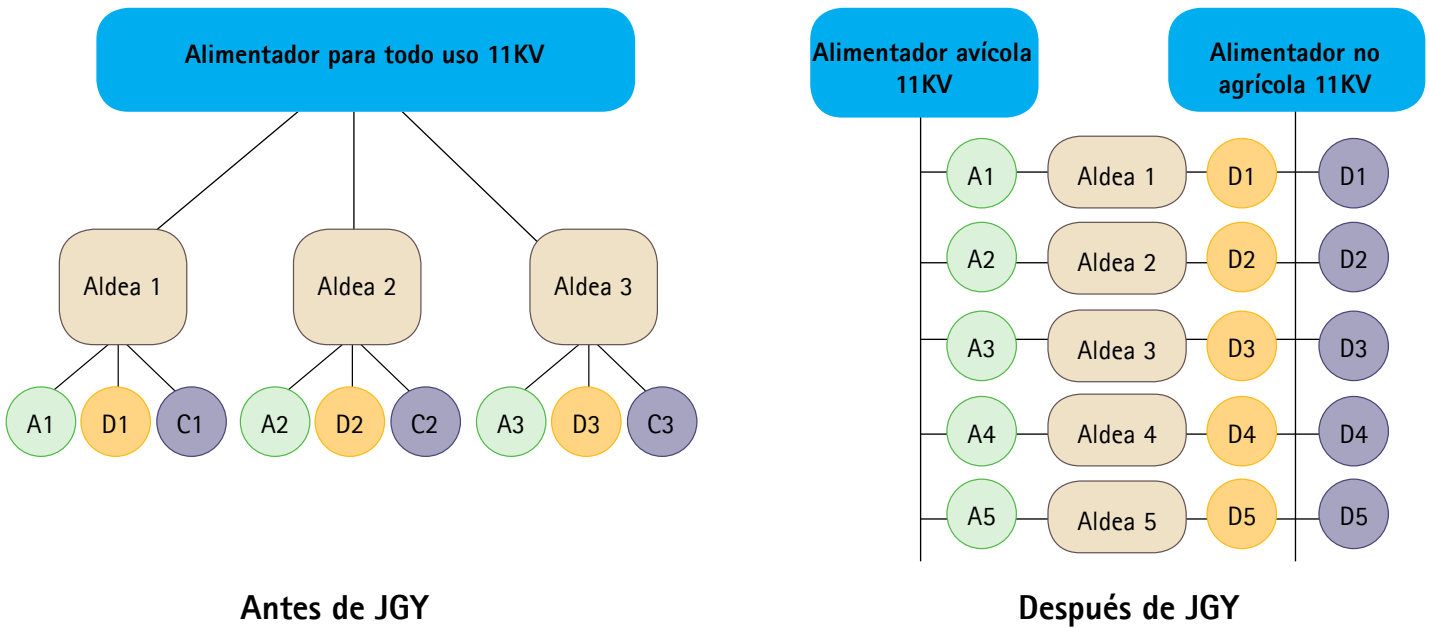 Alimentador para todo uso 11KV
Aldea 1
Aldea 2
Aldea 3
A1
D1
C1
A2
D2
C2
A3
D3
C3
Antes de JGY
Alimentador avícola
11KV
Alimentador no
agrícola 11KV
A1
Aldea 1
D1
D1
A2
Aldea 2
D2
D2
A3
Aldea 3
D3
D3
A4
Aldea 4
D4
D4
A5
Aldea 5
D5
D5
Después de JGY